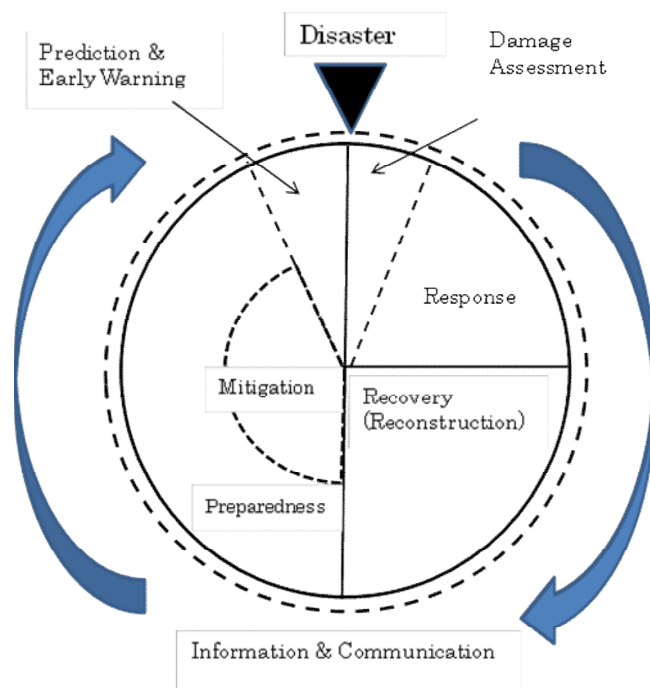 Prediction &
Early Warning
Disaster
Damage
Assessment
Response
Mitigation
Recovery
(Reconstruction)
Preparedness
Information & Communication